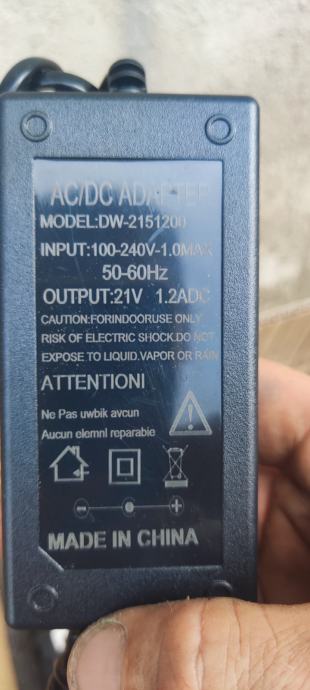 AC/DC ADAPTER
MODEL:DW-2151200
INPUT:100-240V-1.0MAX
50-60Hz
OUTPUT:21V 1.2ADC
CAUTION:FORINDOORUSE ONLY
RISK OF ELECTRIC SHOCK.DO NOT
EXPOSE TO LIQUID.VAPOR OR RAIN
ATTENTIONI
Ne Pas uwbik avcun
Aucun elemnl reparabie
MADE IN CHINA